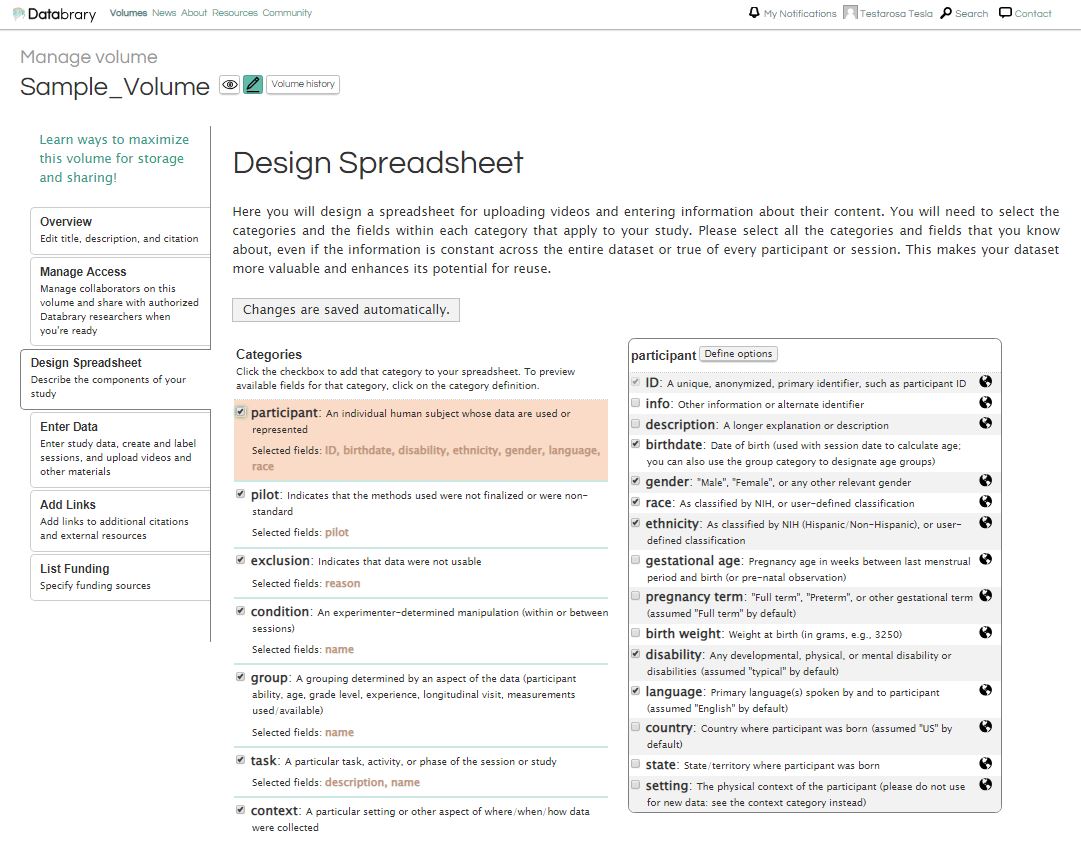 Databrary Volumes News About Resources Community My Notifications Testarosa Tesla Search Contact
Manage volume
Sample_Volume Volume history
Learn ways to maximize
this volume for storage
and sharing!
Overview
Edit title, description, and citation
Manage Access
Manage collaborators on this
volume and share with authorized
Databrary researchers when
you're ready
Design Spreadsheet
Describe the components of your
study
Enter Data
Enter study data, create and label
sessions, and upload videos and
other materials
Add Links
Add links to additional citations
and external resources
List Funding
Specify funding sources
Design Spreadsheet
Here you will design a spreadsheet for uploading videos and entering information about their content. You will need to select the
categories and the fields within each category that apply to your study. Please select all the categories and fields that you know
about, even if the information is constant across the entire dataset or true of every participant or session. This makes your dataset
more valuable and enhances its potential for reuse.
Changes are saved automatically.
Categories
Click the checkbox to add that category to your spreadsheet. To preview
available fields for that category, click on the category definition.
participant: An individual human subject whose data are used or
represented
Selected fields: ID, birthdate, disability, ethnicity, gender, language,
race
pilot: Indicates that the methods used were not finalized or were non-
standard
Selected fields: pilot
exclusion: Indicates that data were not usable
Selected fields: reason
condition: An experimenter-determined manipulation (within or between
sessions)
Selected fields: name
group: A grouping determined by an aspect of the data (participant
ability, age, grade level, experience, longitudinal visit, measurements
used/available)
Selected fields: name
task: A particular task, activity, or phase of the session or study
Selected fields: description, name
context: A particular setting or other aspect of where/when/how data
were collected
participant Define options
ID: A unique, anonymized, primary identifier, such as participant ID
info: Other information or alternate identifier
description: A longer explanation or description
birthdate: Date of birth (used with session date to calculate age;
you can also use the group category to designate age groups)
gender: "Male", "Female", or any other relevant gender
race: As classified by NIH, or user-defined classification
ethnicity: As classified by NIH (Hispanic/Non-Hispanic), or user-
defined classification
gestational age: Pregnancy age in weeks between last menstrual
period and birth (or pre-natal observation)
pregnancy term: "Full term", "Preterm", or other gestational term
(assumed "Full term" by default)
birth weight: Weight at birth (in grams, e.g., 3250)
disability: Any developmental, physical, or mental disability or
disabilities (assumed "typical" by default)
language: Primary language(s) spoken by and to participant
(assumed "English" by default)
country: Country where participant was born (assumed "US" by
default)
state: State/territory where participant was born
setting: The physical context of the participant (please do not use
for new data: see the context category instead)